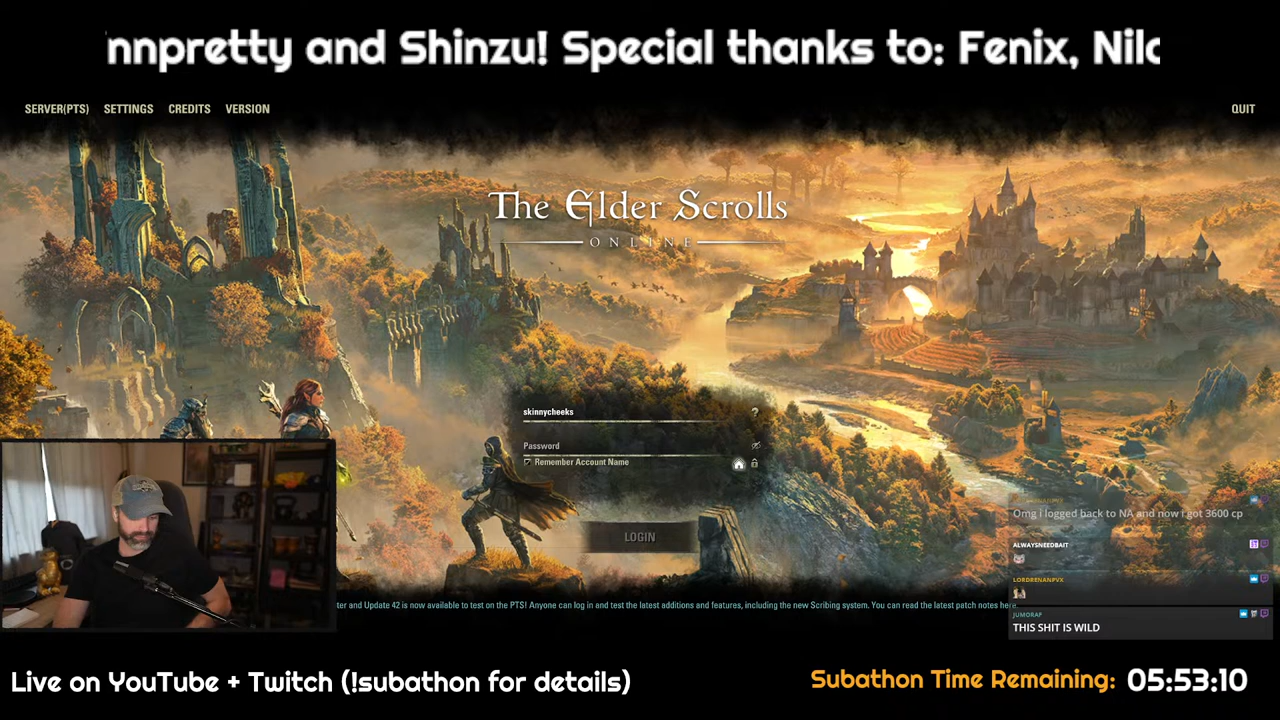 nnpretty and Shinzu! Special thanks to: Fenix,
SERVER(PTS) SETTINGS CREDITS VERSION QUIT
The Elder Scrolls
ONLINE
skinnycheeks ?
Password
Remember Account Name
LOGIN
Omg i logged back to NA and now i got 3600 cp
ALWAYSNEEDBAIT
LORDRENANPVX
ter and Update 42 is now available to test on the PTS! Anyone can log in and test the latest additions and features, including the new Scribing system. You can read the latest patch notes here
JUMORAP
THIS SHIT IS WILD
Live on YouTube + Twitch (!subathon for details)
Subathon Time Remaining: 05:53:10